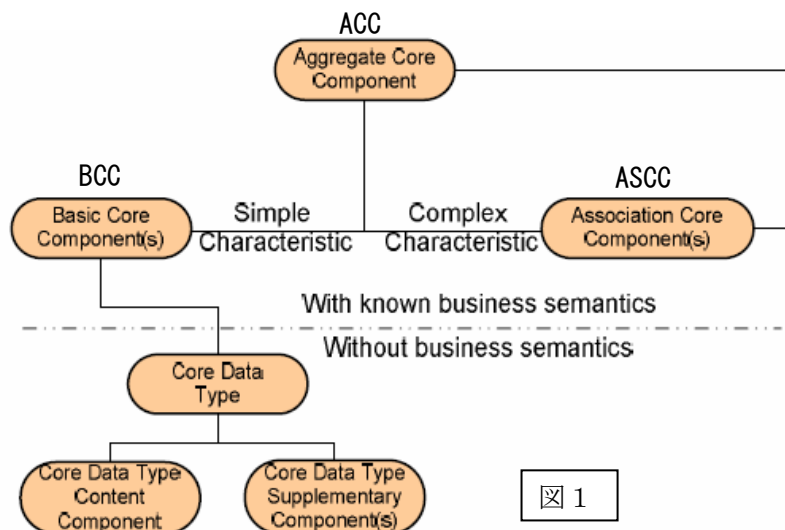 ACC
Aggregate Core
Component
BCC
Basic Core
Component(s)
Simple
Characteristic
Complex
Characteristic
ASCC
Association Core
Component(s)
With known business semantics
Without business semantics
Core Data
Type
Core Data Type
Content
Component
Core Data Type
Supplementary
Component(s)
図1